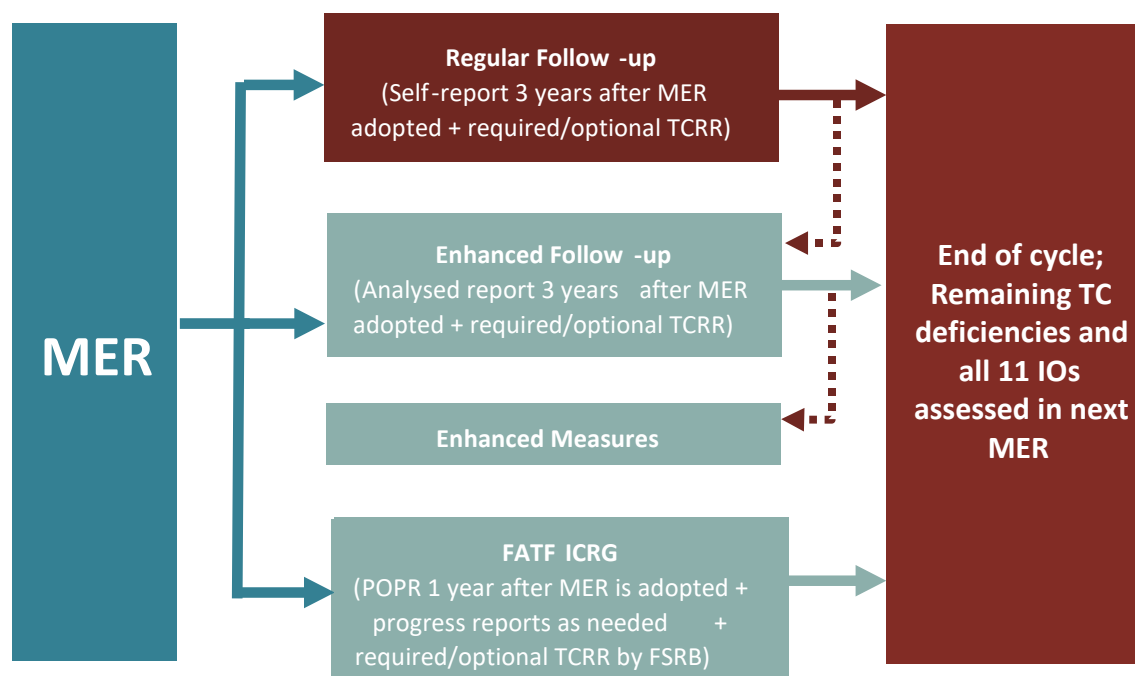 MER
Regular Follow -up
(Self-report 3 years after MER
adopted + required/optional TCRR)
Enhanced Follow -up
(Analysed report 3 years after MER
adopted + required/optional TCRR)
Enhanced Measures
FATF ICRG
(POPR 1 year after MER is adopted +
progress reports as needed +
required/optional TCRR by FSRB)
End of cycle;
Remaining TC
deficiencies and
all 11 IOs
assessed in next
MER